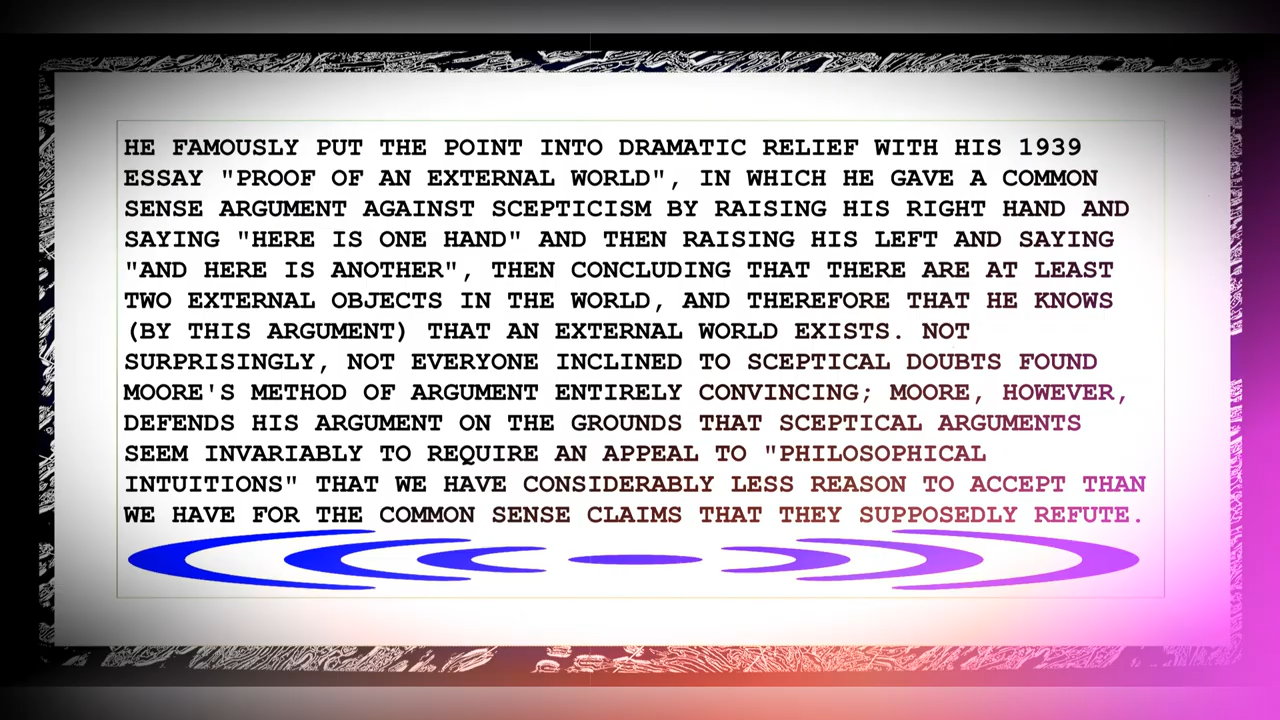 HE FAMOUSLY PUT THE POINT INTO DRAMATIC RELIEF WITH HIS 1939
ESSAY "PROOF OF AN EXTERNAL WORLD", IN WHICH HE GAVE A COMMON
SENSE ARGUMENT AGAINST SCEPTICISM BY RAISING HIS RIGHT HAND AND
SAYING "HERE IS ONE HAND" AND THEN RAISING HIS LEFT AND SAYING
"AND HERE IS ANOTHER", THEN CONCLUDING THAT THERE ARE AT LEAST
TWO EXTERNAL OBJECTS IN THE WORLD, AND THEREFORE THAT HE KNOWS
(BY THIS ARGUMENT) THAT AN EXTERNAL WORLD EXISTS. NOT
SURPRISINGLY, NOT EVERYONE INCLINED TO SCEPTICAL DOUBTS FOUND
MOORE'S METHOD OF ARGUMENT ENTIRELY CONVINCING; MOORE, HOWEVER,
DEFENDS HIS ARGUMENT ON THE GROUNDS THAT SCEPTICAL ARGUMENTS
SEEM INVARIABLY TO REQUIRE AN APPEAL TO "PHILOSOPHICAL
INTUITIONS" THAT WE HAVE CONSIDERABLY LESS REASON TO ACCEPT THAN
WE HAVE FOR THE COMMON SENSE CLAIMS THAT THEY SUPPOSEDLY REFUTE.